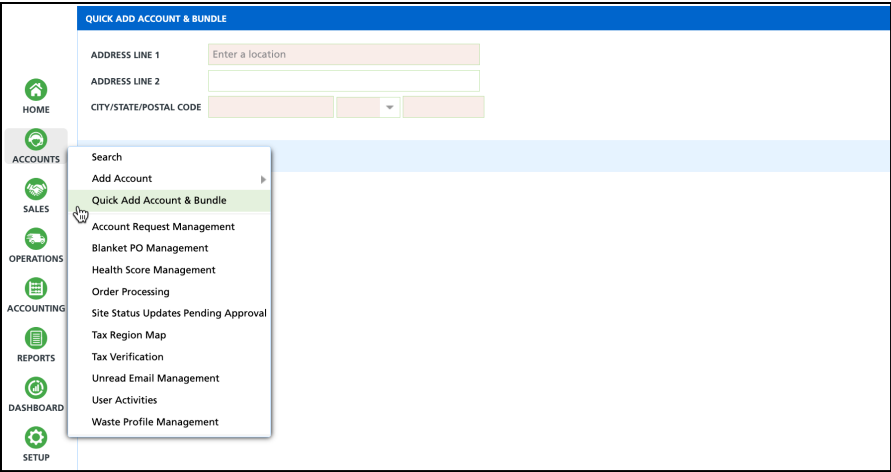 QUICK ADD ACCOUNT & BUNDLE
ADDRESS LINE 1 Enter a location
ADDRESS LINE 2
CITY/STATE/POSTAL CODE
HOME
ACCOUNTS
SALES
OPERATIONS
ACCOUNTING
REPORTS
DASHBOARD
SETUP
Search
Add Account
Quick Add Account & Bundle
Account Request Management
Blanket PO Management
Health Score Management
Order Processing
Site Status Updates Pending Approval
Tax Region Map
Tax Verification
Unread Email Management
User Activities
Waste Profile Management